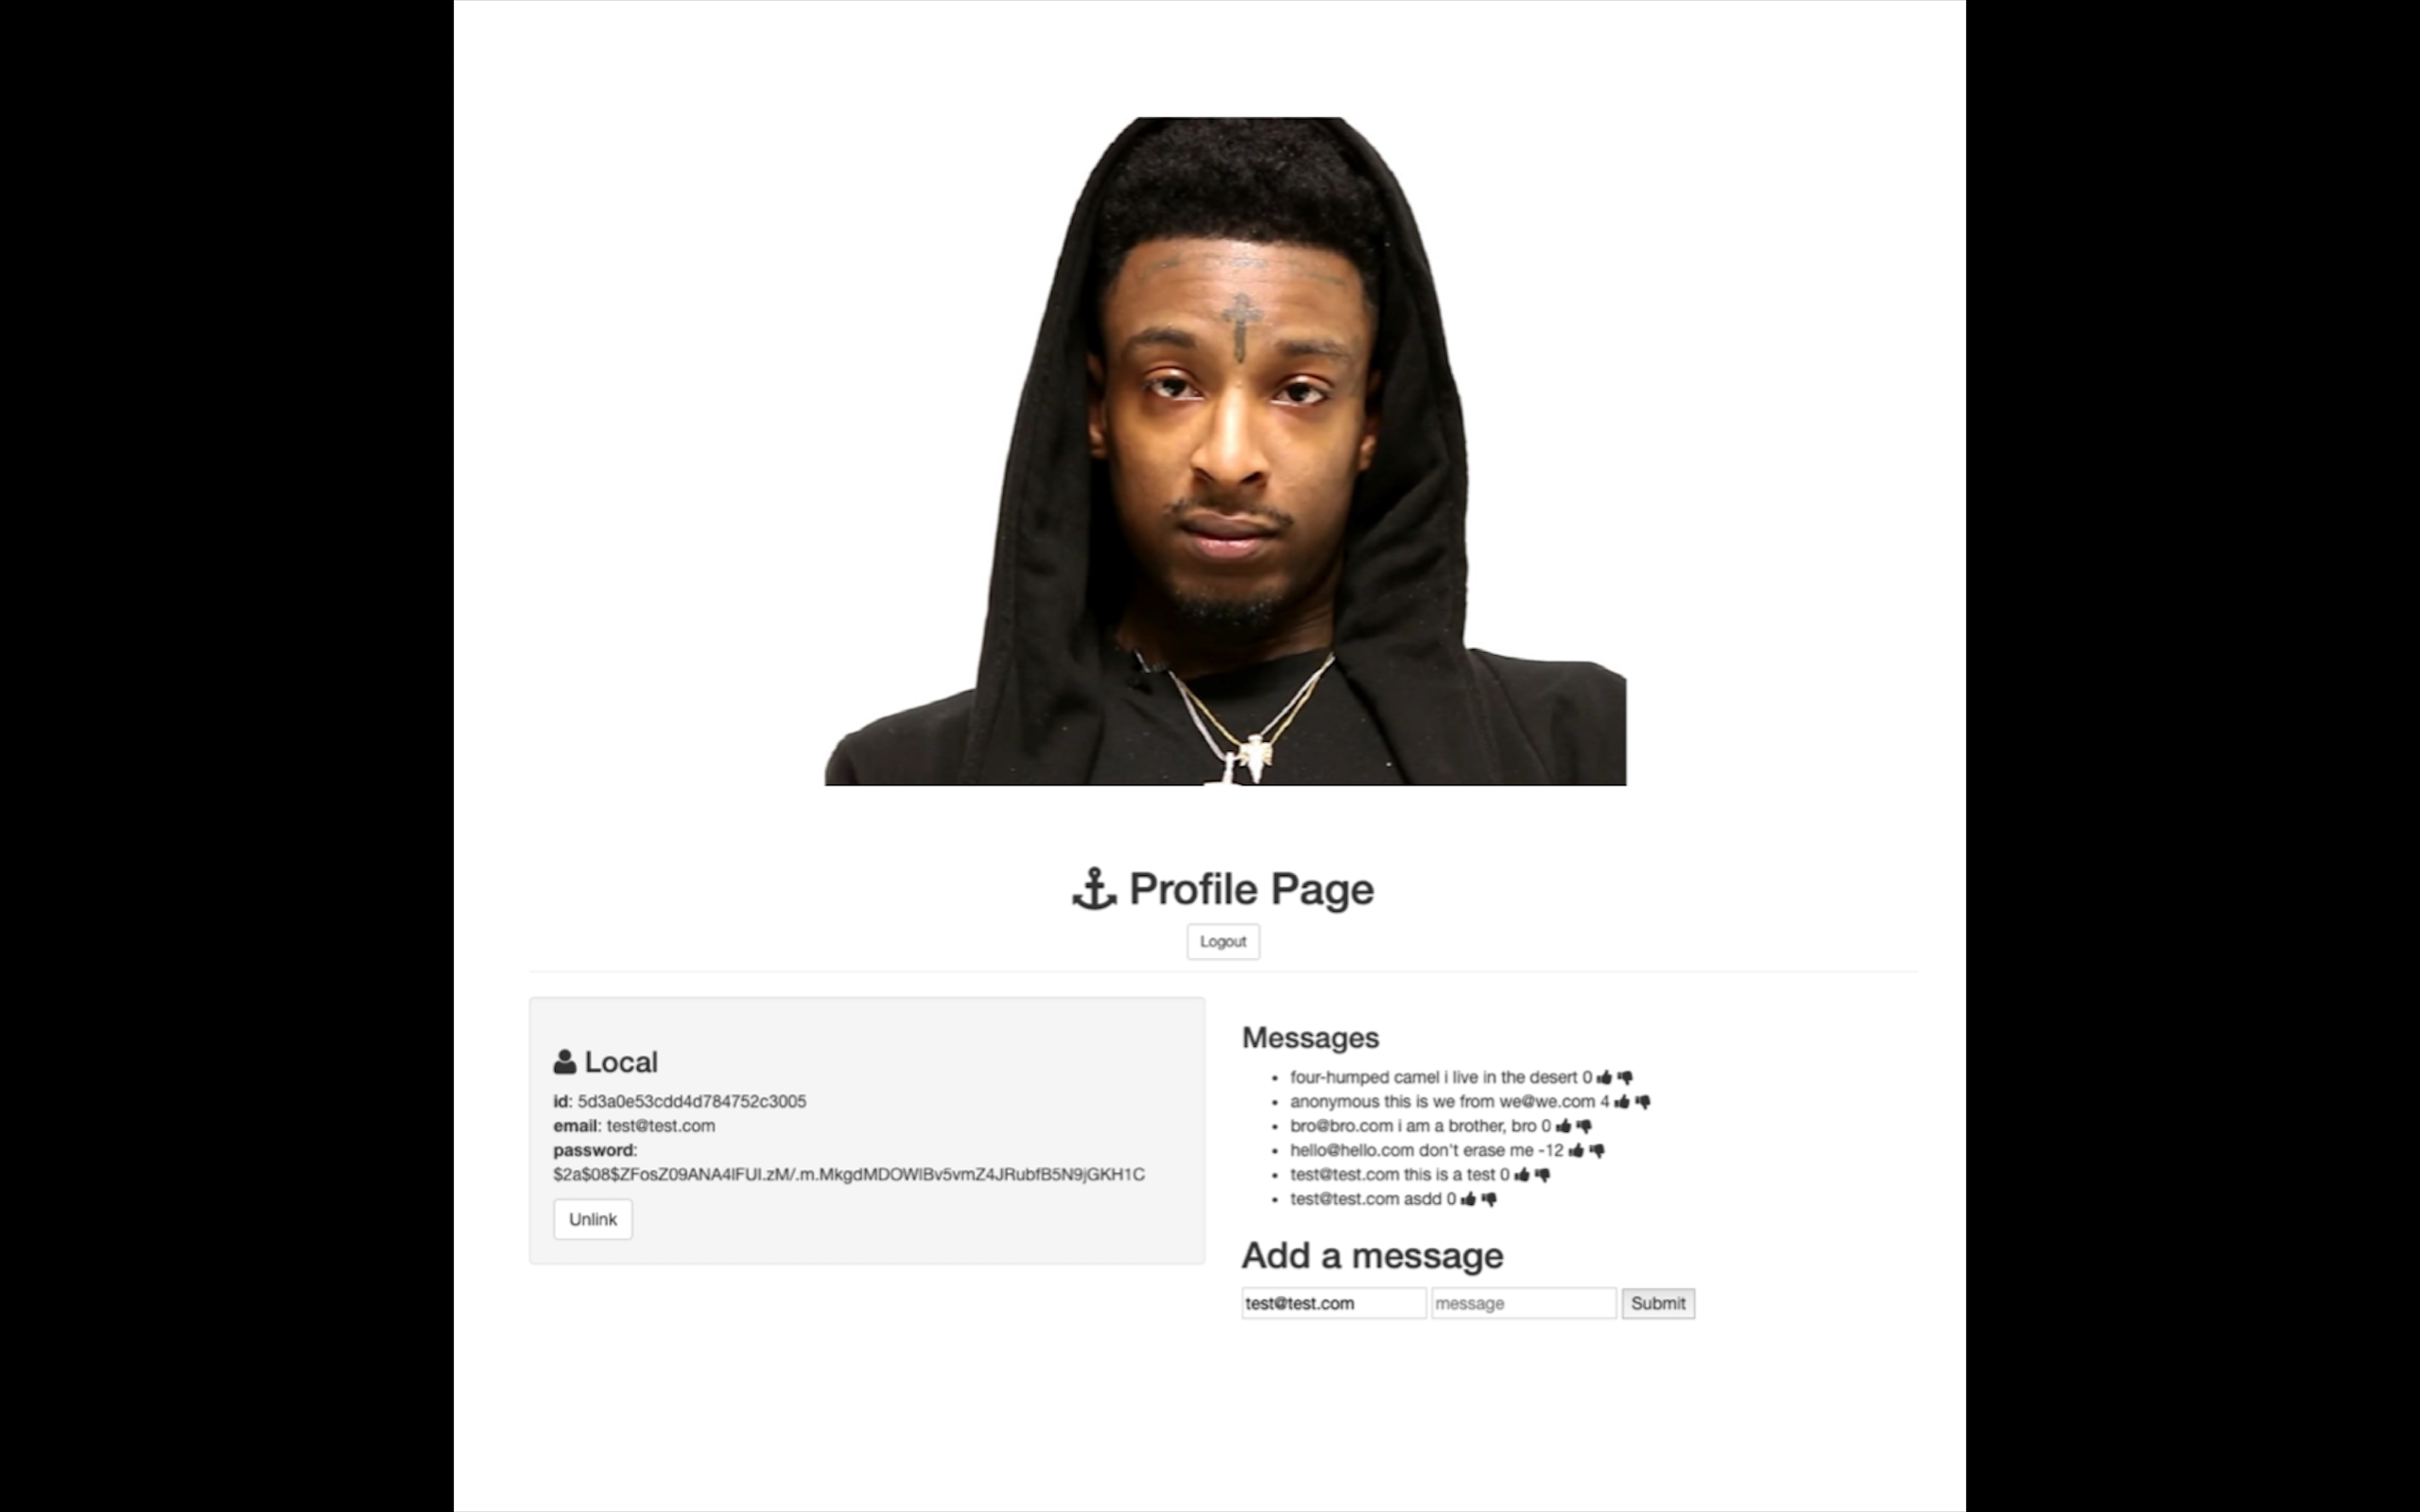 Profile Page
Logout
Local
id: 5d3a0e53cdd4d784752c3005
email: test@test.com
password:
$2a$08$ZFosZ09ANA4lFUI.zM/.m.MkgdMDOWlBv5vmZ4JRubfB5N9jGKH1C
Unlink
Messages
• four-humped camel i live in the desert 0
• anonymous this is we from we@we.com 4
• bro@bro.com i am a brother, bro 0
• hello@hello.com don't erase me -12
• test@test.com this is a test 0
• test@test.com asdd 0
Add a message
test@test.com message Submit